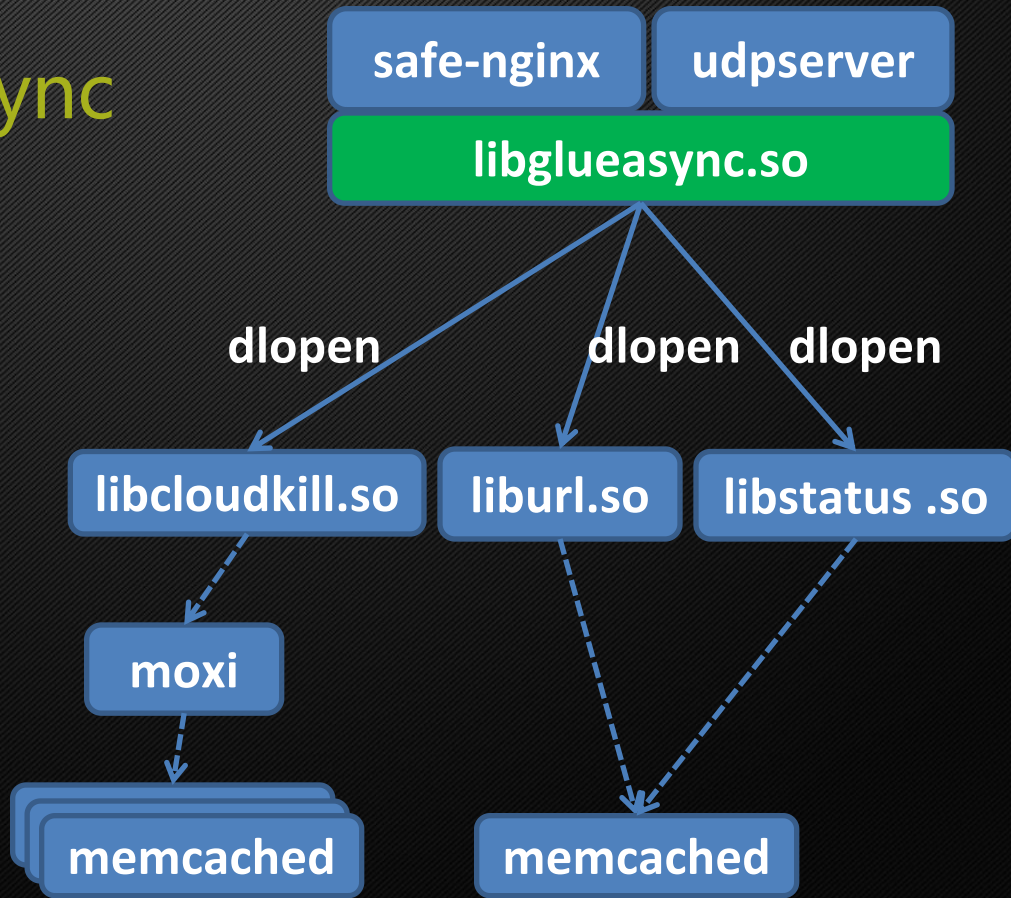 ync
safe-nginx
udpserver
libglueasync.so
dlopen
dlopen
dlopen
libcloudkill.so
liburl.so
libstatus .so
moxi
memcached
memcached